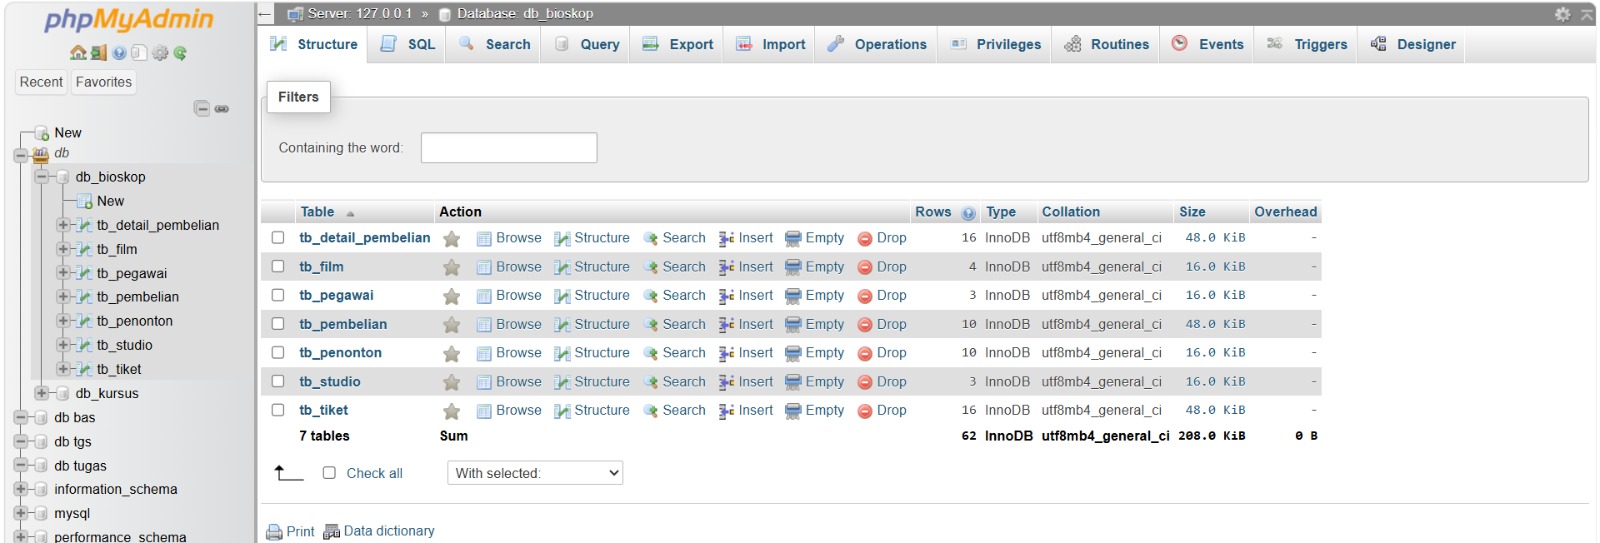 phpMyAdmin
Recent Favorites
New
db
db_bioskop
New
tb_detail_pembelian
tb_film
tb_pegawai
tb_pembelian
tb_penonton
tb_studio
tb_tiket
db_kursus
db bas
db tgs
db tugas
information_schema
mysql
performance_schema
Server: 127.0.0.1 » Database: db_bioskop
Structure SQL Search Query Export Import Operations Privileges Routines Events Triggers Designer
Filters
Containing the word:
Table Action Rows Type Collation Size Overhead
tb_detail_pembelian Browse Structure Search Insert Empty Drop 16 InnoDB utf8mb4_general_ci 48.0 KiB -
tb_film Browse Structure Search Insert Empty Drop 4 InnoDB utf8mb4_general_ci 16.0 KiB -
tb_pegawai Browse Structure Search Insert Empty Drop 3 InnoDB utf8mb4_general_ci 16.0 KiB -
tb_pembelian Browse Structure Search Insert Empty Drop 10 InnoDB utf8mb4_general_ci 48.0 KiB -
tb_penonton Browse Structure Search Insert Empty Drop 10 InnoDB utf8mb4_general_ci 16.0 KiB -
tb_studio Browse Structure Search Insert Empty Drop 3 InnoDB utf8mb4_general_ci 16.0 KiB -
tb_tiket Browse Structure Search Insert Empty Drop 16 InnoDB utf8mb4_general_ci 48.0 KiB -
7 tables Sum 62 InnoDB utf8mb4_general_ci 208.0 KiB 0 B
Check all With selected:
Print Data dictionary